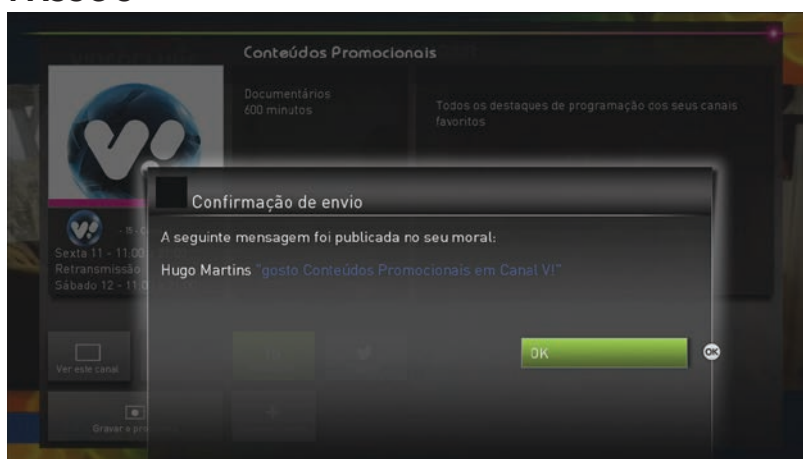 Conteúdos Promocionais
Documentários
600 minutos
Todos os destaques de programação dos seus canais
favoritos
Confirmação de envio
A seguinte mensagem foi publicada no seu moral:
Hugo Martins "gosto Conteúdos Promocionais em Canal V!"
Sexta 11 - 11:00
Retransmissão
Sábado 12 - 11:0
OK
OK
Ver este canal
Gravar o pro